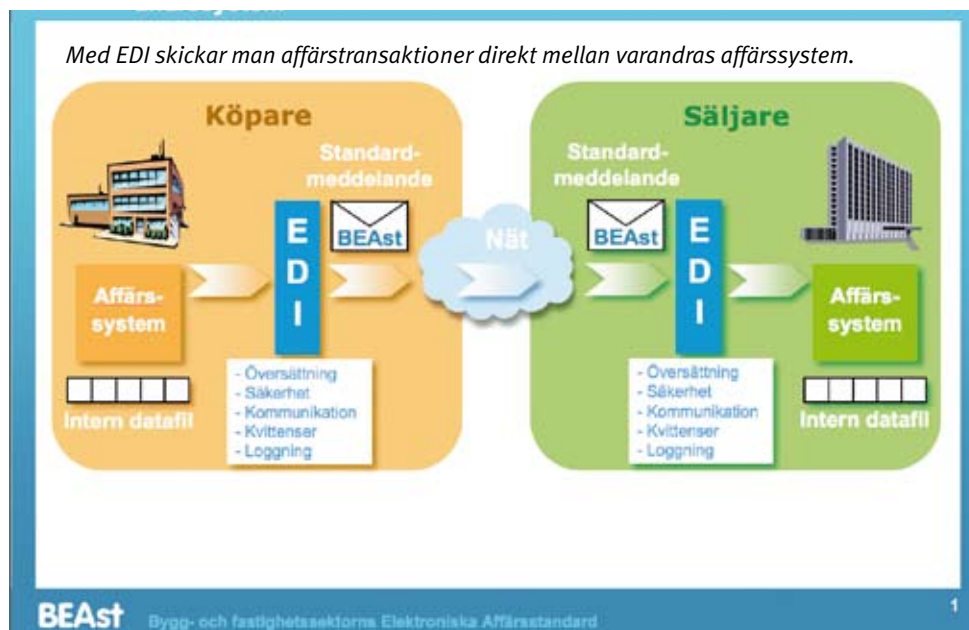 Med EDI skickar man affärstransaktioner direkt mellan varandras affärssystem.
Köpare
Standard-
meddelande
BEAst
E
D
I
Affärs-
system
Intern datafil
- Översättning
- Säkerhet
- Kommunikation
- Kvittenser
- Loggning
Nät
Säljare
Standard-
meddelande
BEAst
E
D
I
Affärs-
system
Intern datafil
- Översättning
- Säkerhet
- Kommunikation
- Kvittenser
- Loggning
BEAst
Bygg- och fastighetssektorns Elektroniska Affärsstandard
1